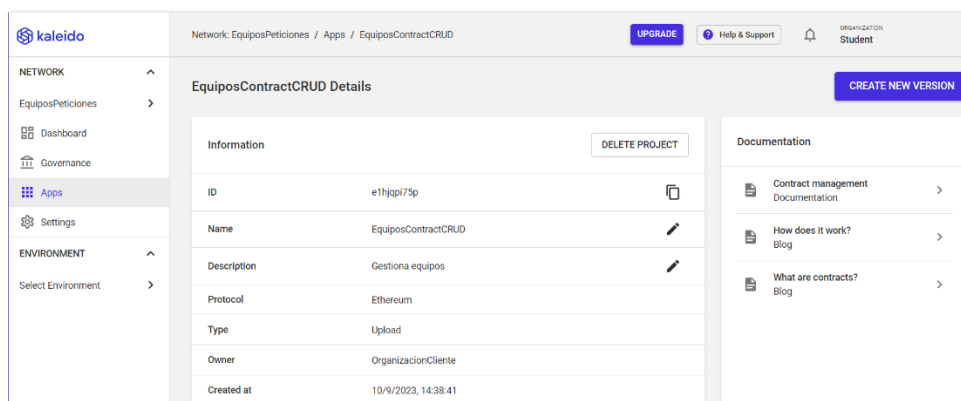 kaleido
Network: EquiposPeticiones / Apps / EquiposContractCRUD
UPGRADE
? Help & Support
ORGANIZATION
Student
NETWORK
EquiposPeticiones
Dashboard
Governance
Apps
Settings
ENVIRONMENT
Select Environment
EquiposContractCRUD Details
CREATE NEW VERSION
Information
DELETE PROJECT
ID e1hjqpi75p
Name EquiposContractCRUD
Description Gestiona equipos
Protocol Ethereum
Type Upload
Owner OrganizacionCliente
Created at 10/9/2023, 14:38:41
Documentation
Contract management
Documentation
How does it work?
Blog
What are contracts?
Blog